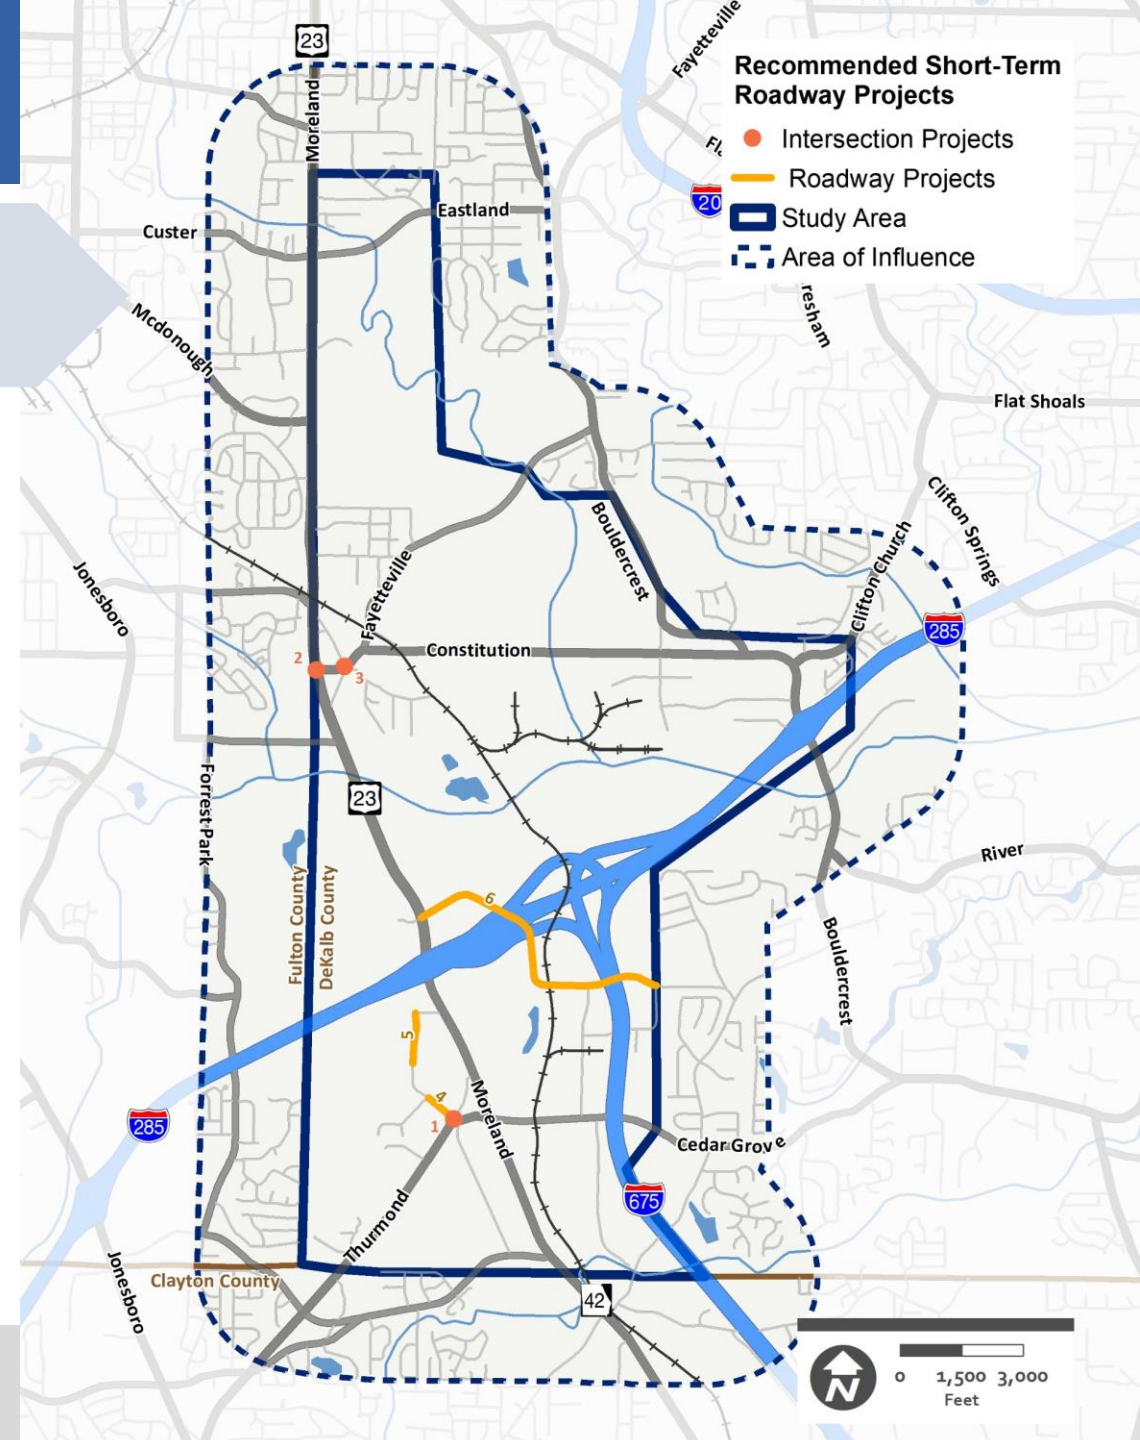 23
Fayetteville
Recommended Short-Term
Roadway Projects
Moreland
Intersection Projects
Roadway Projects
20
Eastland
Study Area
Custer
Area of Influence
Mcdonough
Flat Shoals
Clifton Springs
Bouldercrest
Clifton Church
Jonesboro
Fayetteville
285
Constitution
2
3
Forrest Park
23
Fulton County
DeKalb County
River
6
Bouldercrest
5
4
Moreland
1
285
Cedar Grove
675
Thurmond
Jonesboro
Clayton County
42
N
0 1,500 3,000
Feet